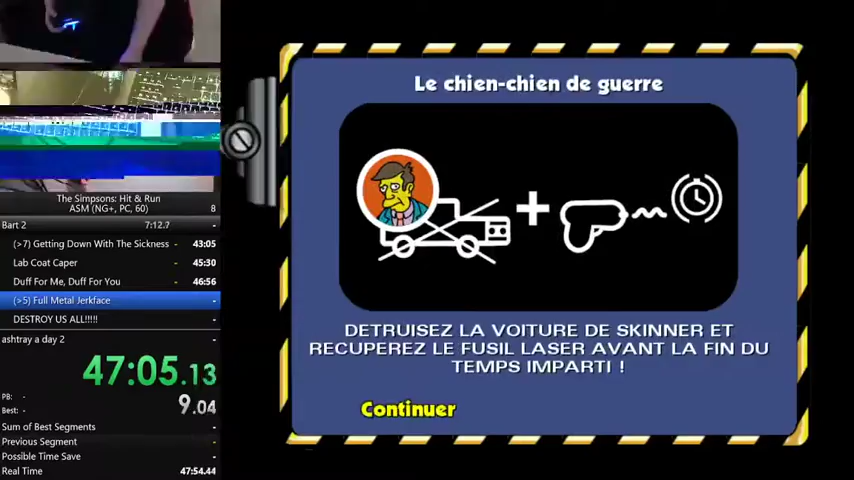 The Simpsons: Hit & Run
ASM (NG+, PC, 60) 8
Bart 2 7:12.7
(>7) Getting Down With The Sickness - 43:05
Lab Coat Caper - 45:30
Duff For Me, Duff For You - 46:56
(>5) Full Metal Jerkface -
DESTROY US ALL!!!!! -
ashtray a day 2 -
47:05.13
PB: -
Best: -
9.04
Sum of Best Segments -
Previous Segment -
Possible Time Save -
Real Time 47:54.44
Le chien-chien de guerre
DETRUISEZ LA VOITURE DE SKINNER ET
RECUPEREZ LE FUSIL LASER AVANT LA FIN DU
TEMPS IMPARTI !
Continuer